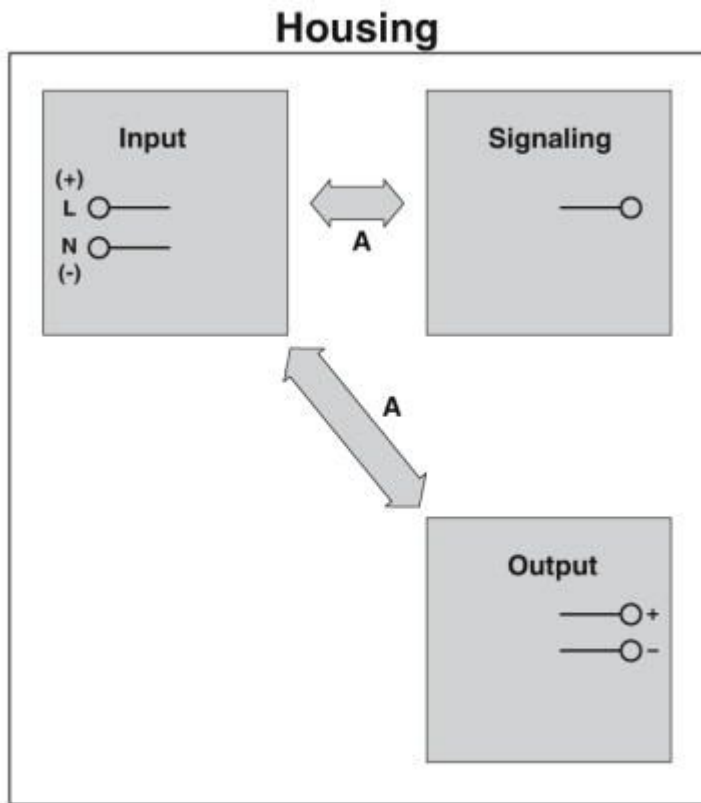 Housing
Input
Signaling
(+)
L
N
(-)
A
A
Output
+
–